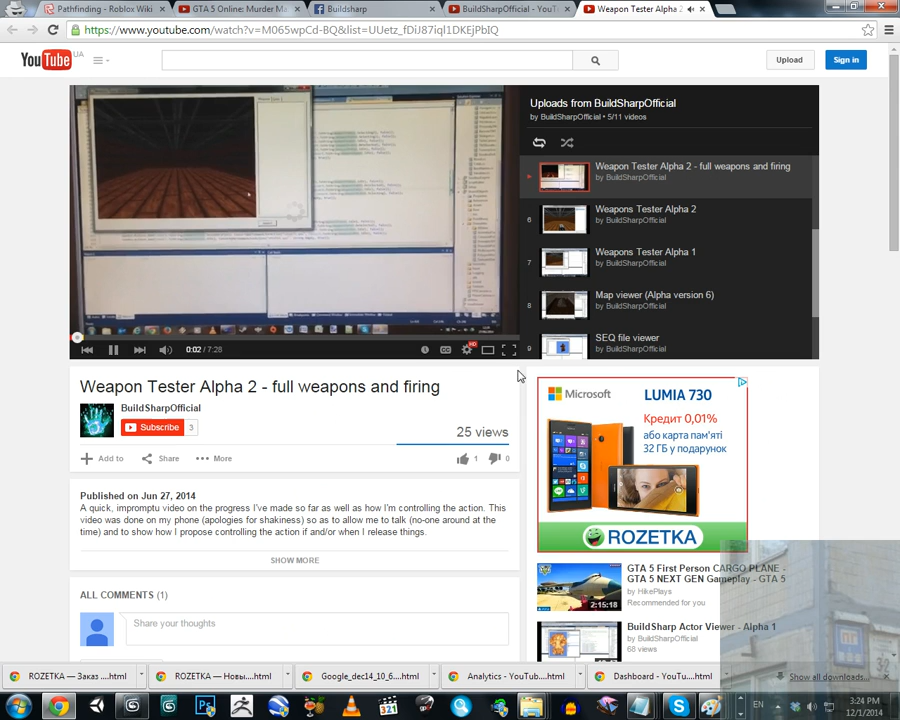 Pathfinding - Roblox Wiki
GTA 5 Online: Murder M
Buildsharp
BuildSharpOfficial - YouT
Weapon Tester Alpha 2
https://www.youtube.com/watch?v=M065wpCd-BQ&list=UUetz_fDiJ87iqI1DKEjPbIQ
YouTube UA
Upload
Sign in
Uploads from BuildSharpOfficial
by BuildSharpOfficial • 5/11 videos
Weapon Tester Alpha 2 - full weapons and firing
by BuildSharpOfficial
6
Weapons Tester Alpha 2
by BuildSharpOfficial
7
Weapons Tester Alpha 1
by BuildSharpOfficial
8
Map viewer (Alpha version 6)
by BuildSharpOfficial
9
SEQ file viewer
by BuildSharpOfficial
0:02 / 7:28
CC
HD
Weapon Tester Alpha 2 - full weapons and firing
BuildSharpOfficial
Subscribe 3
25 views
Add to
Share
More
1
0
Published on Jun 27, 2014
A quick, impromptu video on the progress I've made so far as well as how I'm controlling the action. This
video was done on my phone (apologies for shakiness) so as to allow me to talk (no-one around at the
time) and to show how I propose controlling the action if and/or when I release things.
SHOW MORE
ALL COMMENTS (1)
Share your thoughts
Microsoft
LUMIA 730
Кредит 0,01%
або карта пам'яті
32 ГБ у подарунок
ROZETKA
GTA 5 First Person CARGO PLANE -
GTA 5 NEXT GEN Gameplay - GTA 5
by HikePlays
Recommended for you
2:15:18
BuildSharp Actor Viewer - Alpha 1
by BuildSharpOfficial
68 views
ROZETKA — Заказ ....html
ROZETKA — Новы....html
Google_dec14_10_6....html
Analytics - YouTub....html
Dashboard - YouTu....html
Show all downloads...
EN
3:24 PM
12/1/2014